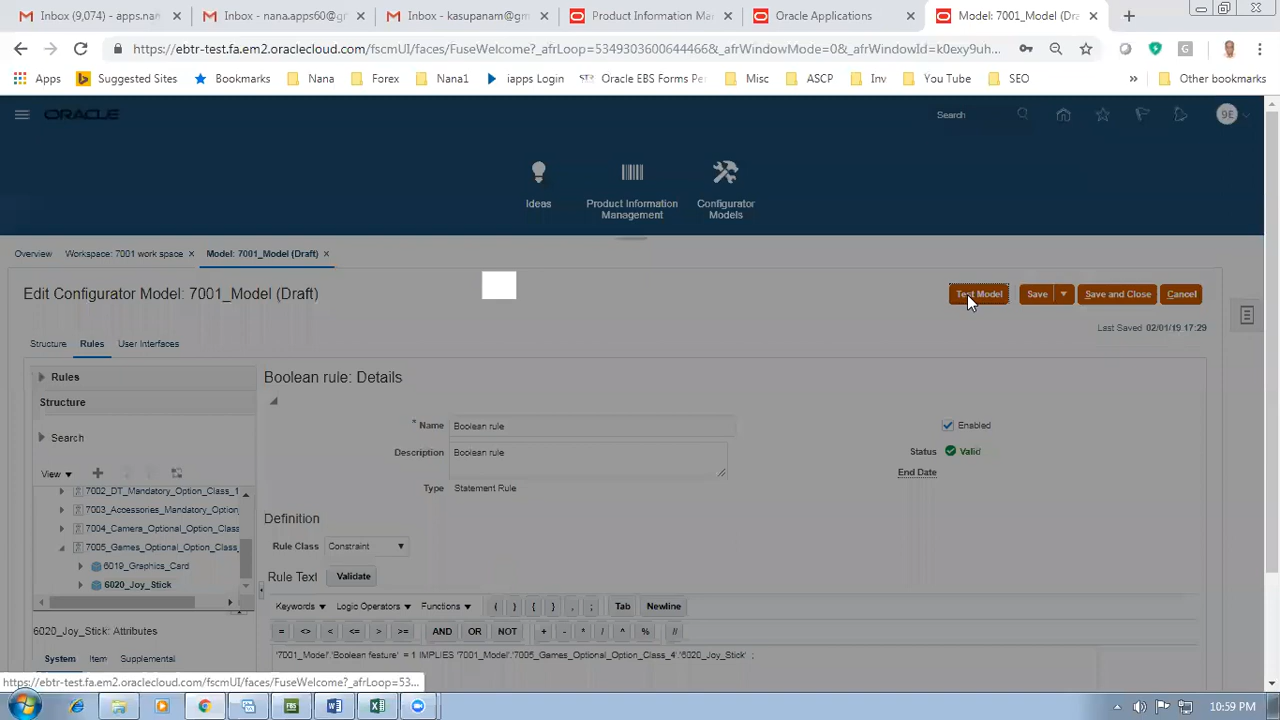 Inbox (9,074) - apps.na
Inbox - nana.apps60@g
Inbox - kasupanam@gm
Product Information M
Oracle Applications
Model: 7001_Model (Dr
https://ebtr-test.fa.em2.oraclecloud.com/fscmUI/faces/FuseWelcome?_afrLoop=53493036006444466&_afrWindowMode=0&_afrWindowId=k0exy9uh...
Apps
Suggested Sites
Bookmarks
Nana
Forex
Nana1
iapps Login
Oracle EBS Forms Pe
Misc
ASCP
Inv
You Tube
SEO
»
Other bookmarks
ORACLE
Search
9E
Ideas
Product Information Management
Configurator Models
Overview
Workspace: 7001 work space
Model: 7001_Model (Draft)
Edit Configurator Model: 7001_Model (Draft)
Test Model
Save
Save and Close
Cancel
Last Saved 02/01/19 17:29
Structure
Rules
User Interfaces
Rules
Structure
Search
View
7002_DT_Mandatory_Option_Class_1
7003_Accessories_Mandatory_Option
7004_Camera_Optional_Option_Class
7005_Games_Optional_Option_Class_
6019_Graphics_Card
6020_Joy_Stick
6020_Joy_Stick: Attributes
System
Item
Supplemental
Boolean rule: Details
* Name
Boolean rule
Enabled
Description
Boolean rule
Status
Valid
End Date
Type
Statement Rule
Definition
Rule Class
Constraint
Rule Text
Validate
Keywords
Logic Operators
Functions
( ) { } , ;
Tab
Newline
= <> < <= > >=
AND
OR
NOT
+ - * / ^ % //
'7001_Model'.'Boolean feature' = 1 IMPLIES '7001_Model'.'7005_Games_Optional_Option_Class_4'.'6020_Joy_Stick' ;
https://ebtr-test.fa.em2.oraclecloud.com/fscmUI/faces/FuseWelcome?_afrLoop=53...
10:59 PM